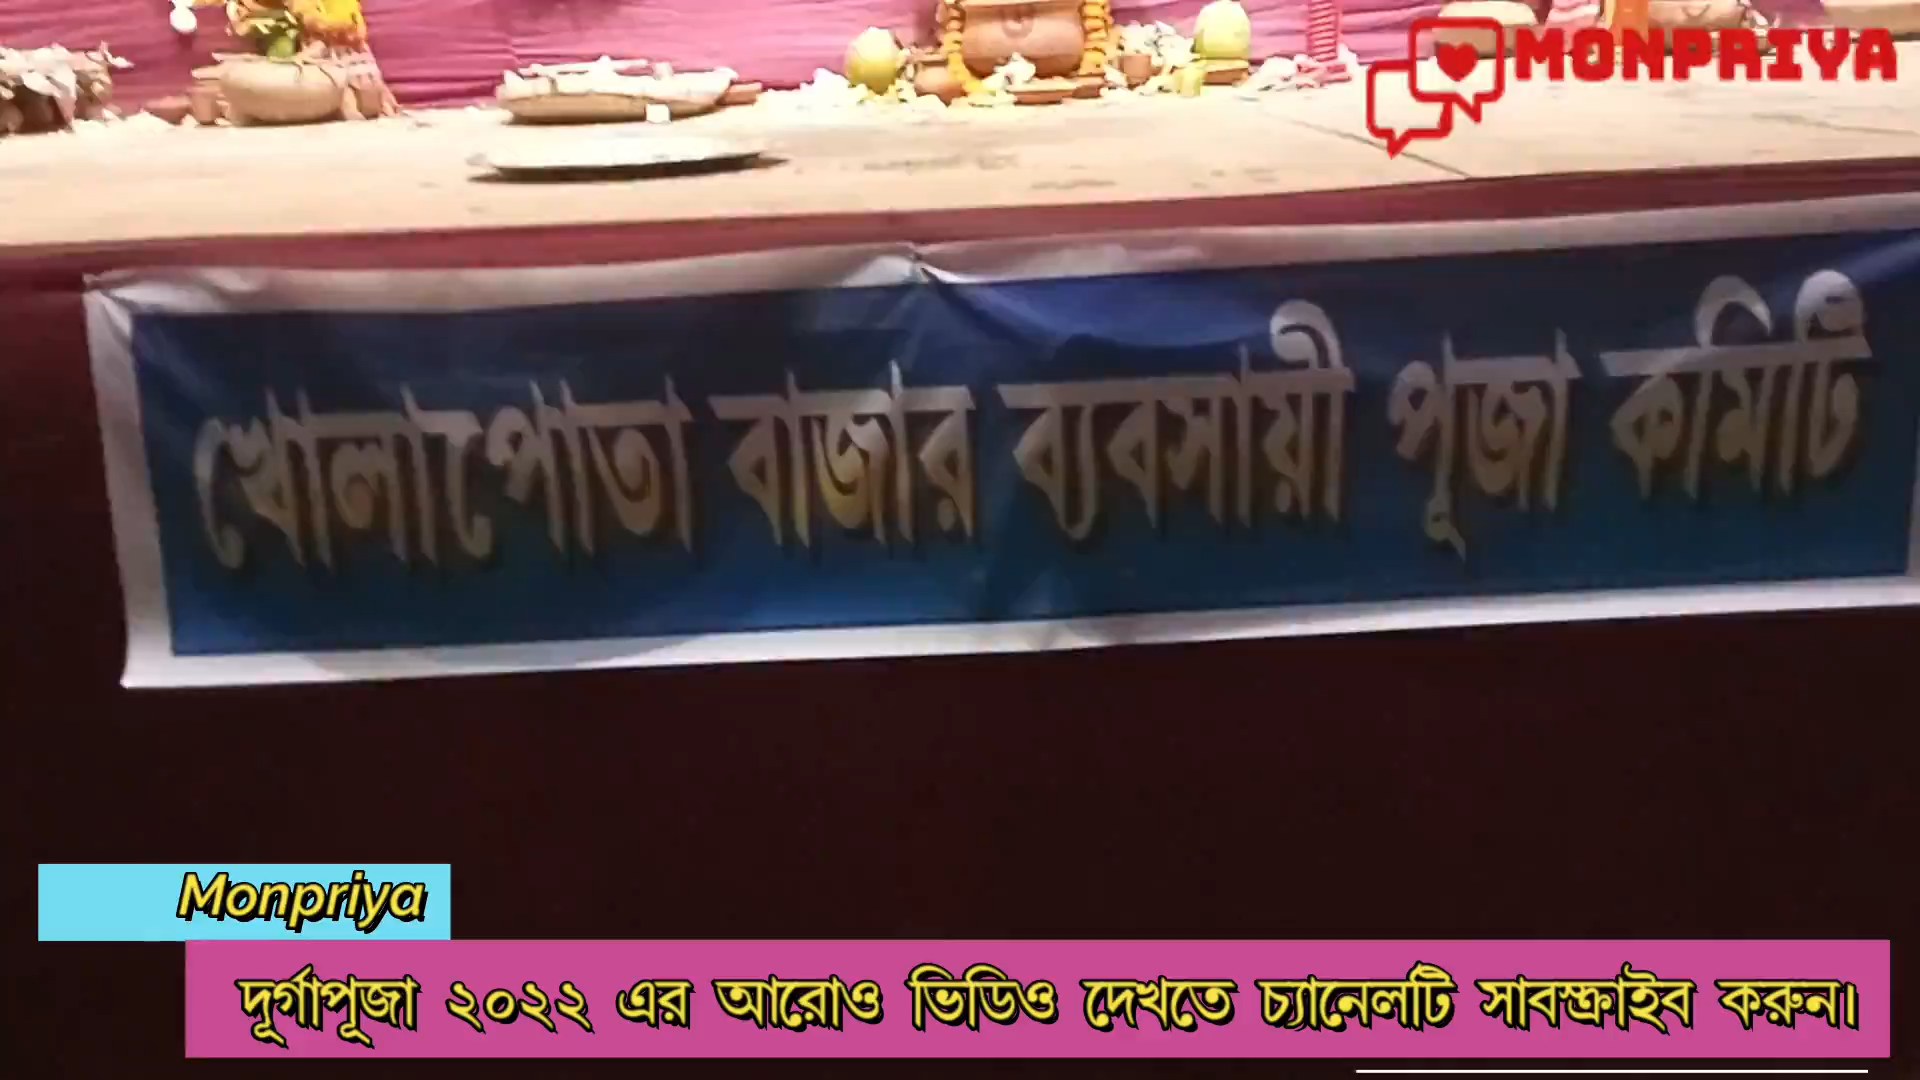 MONPRIYA
খোলাপোতা বাজার ব্যবসায়ী পূজা কমিটি
Monpriya
দূর্গাপূজা ২০২২ এর আরোও ভিডিও দেখতে চ্যানেলটি সাবস্ক্রাইব করুন।